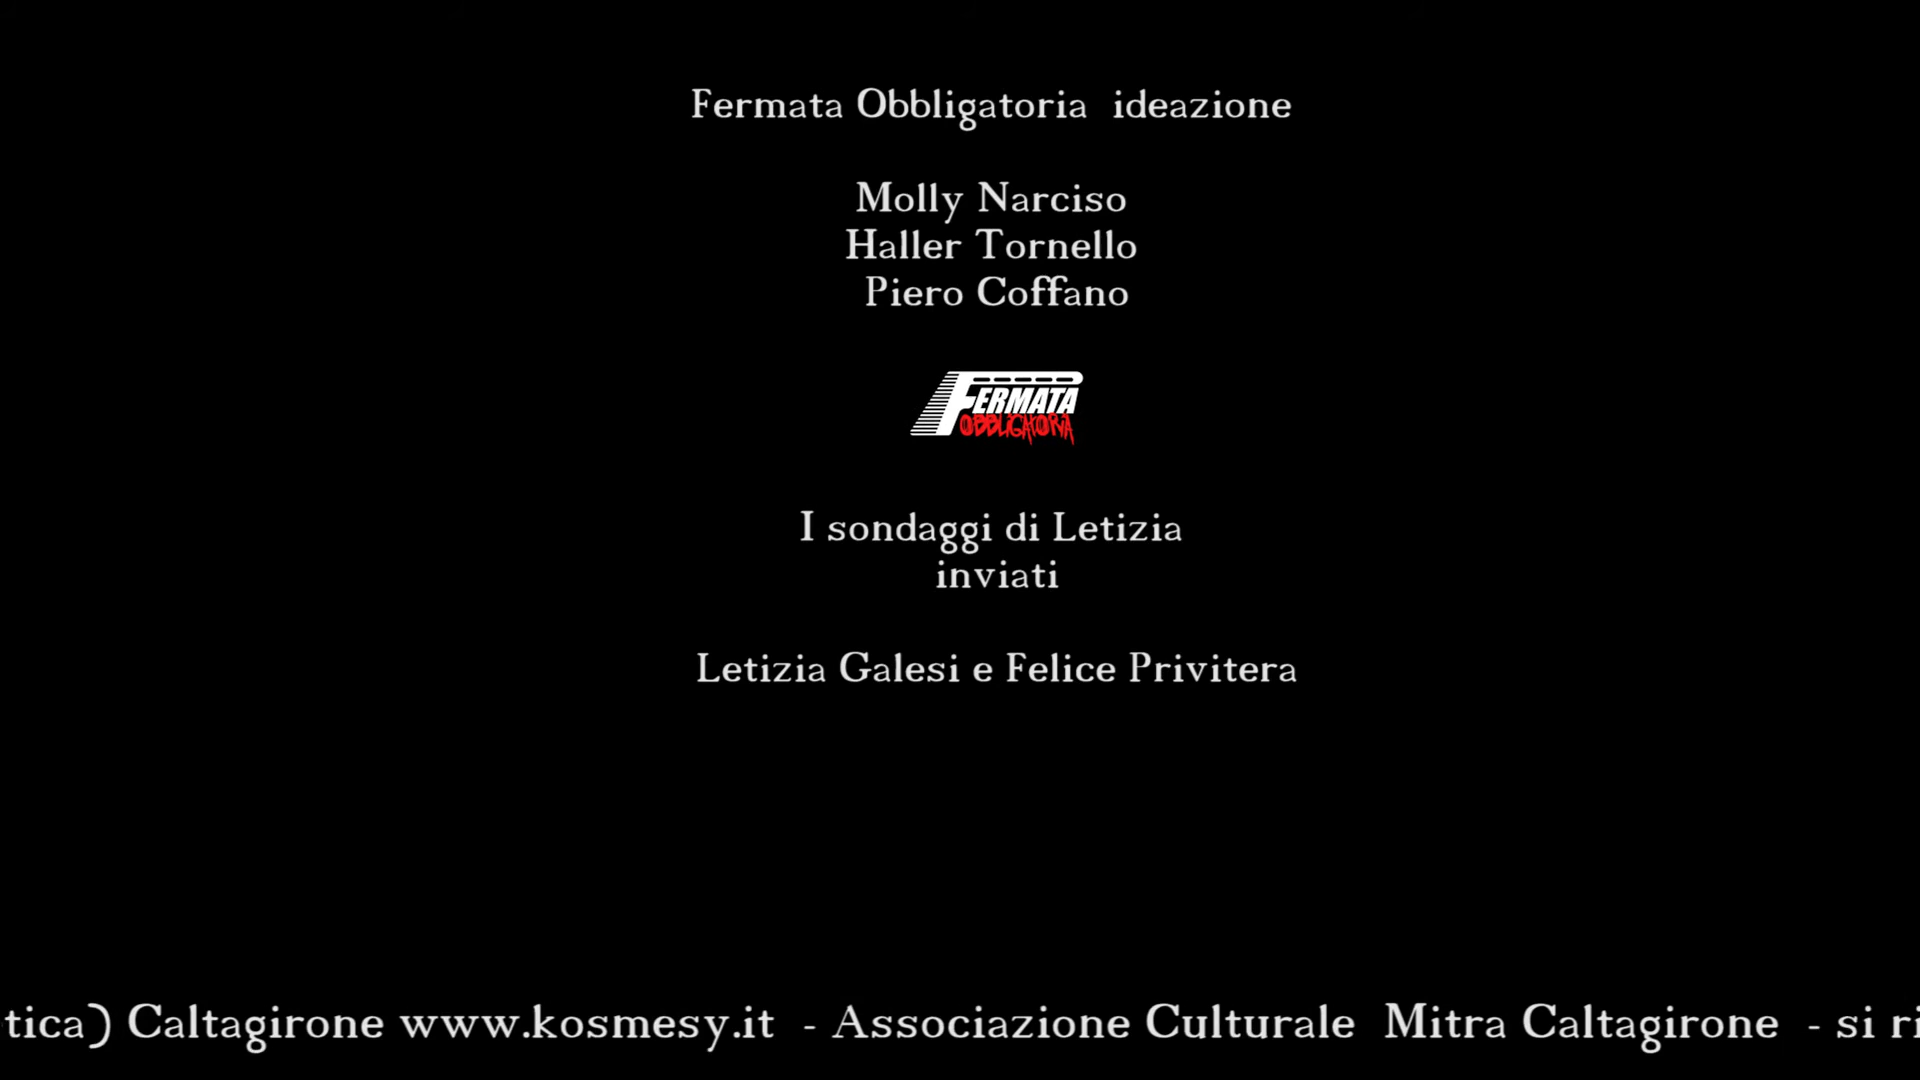 Fermata Obbligatoria  ideazione
Molly Narciso
Haller Tornello
Piero Coffano
FERMATA
OBBLIGATORIA
I sondaggi di Letizia
inviati
Letizia Galesi e Felice Privitera
tica) Caltagirone www.kosmesy.it  - Associazione Culturale  Mitra Caltagirone  - si ri